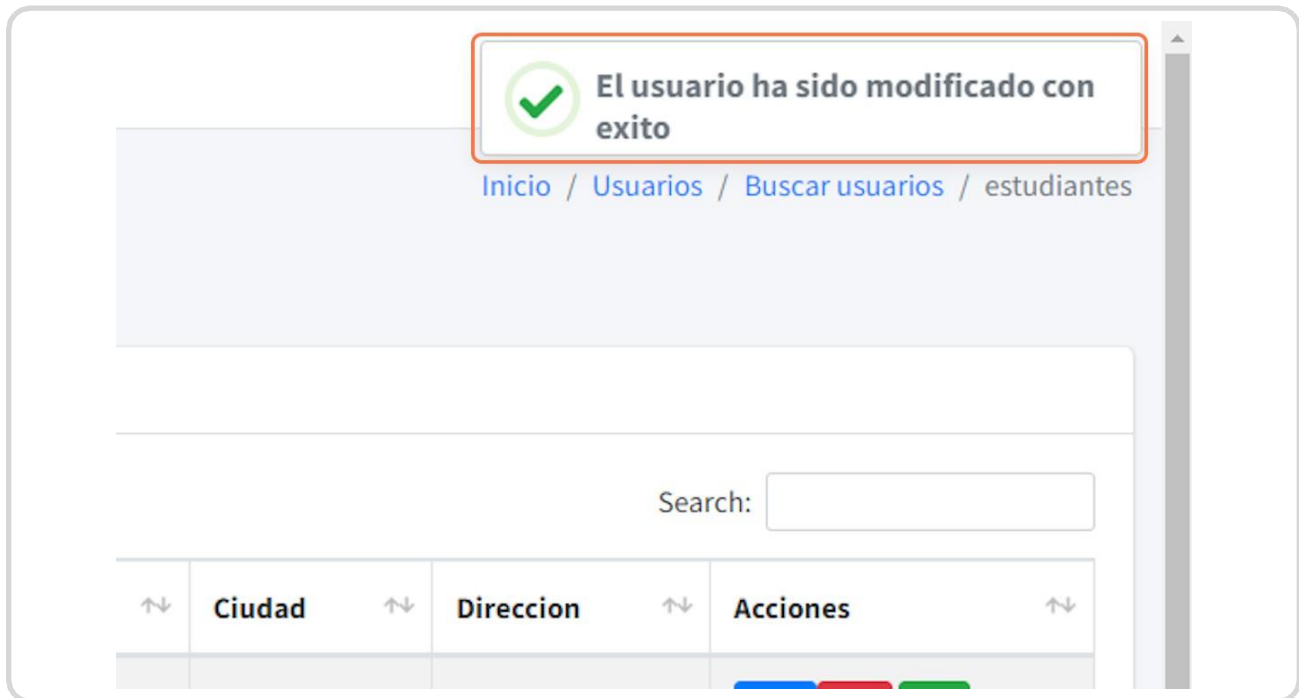 El usuario ha sido modificado con
exito
Inicio / Usuarios / Buscar usuarios / estudiantes
Search:
Ciudad Direccion Acciones